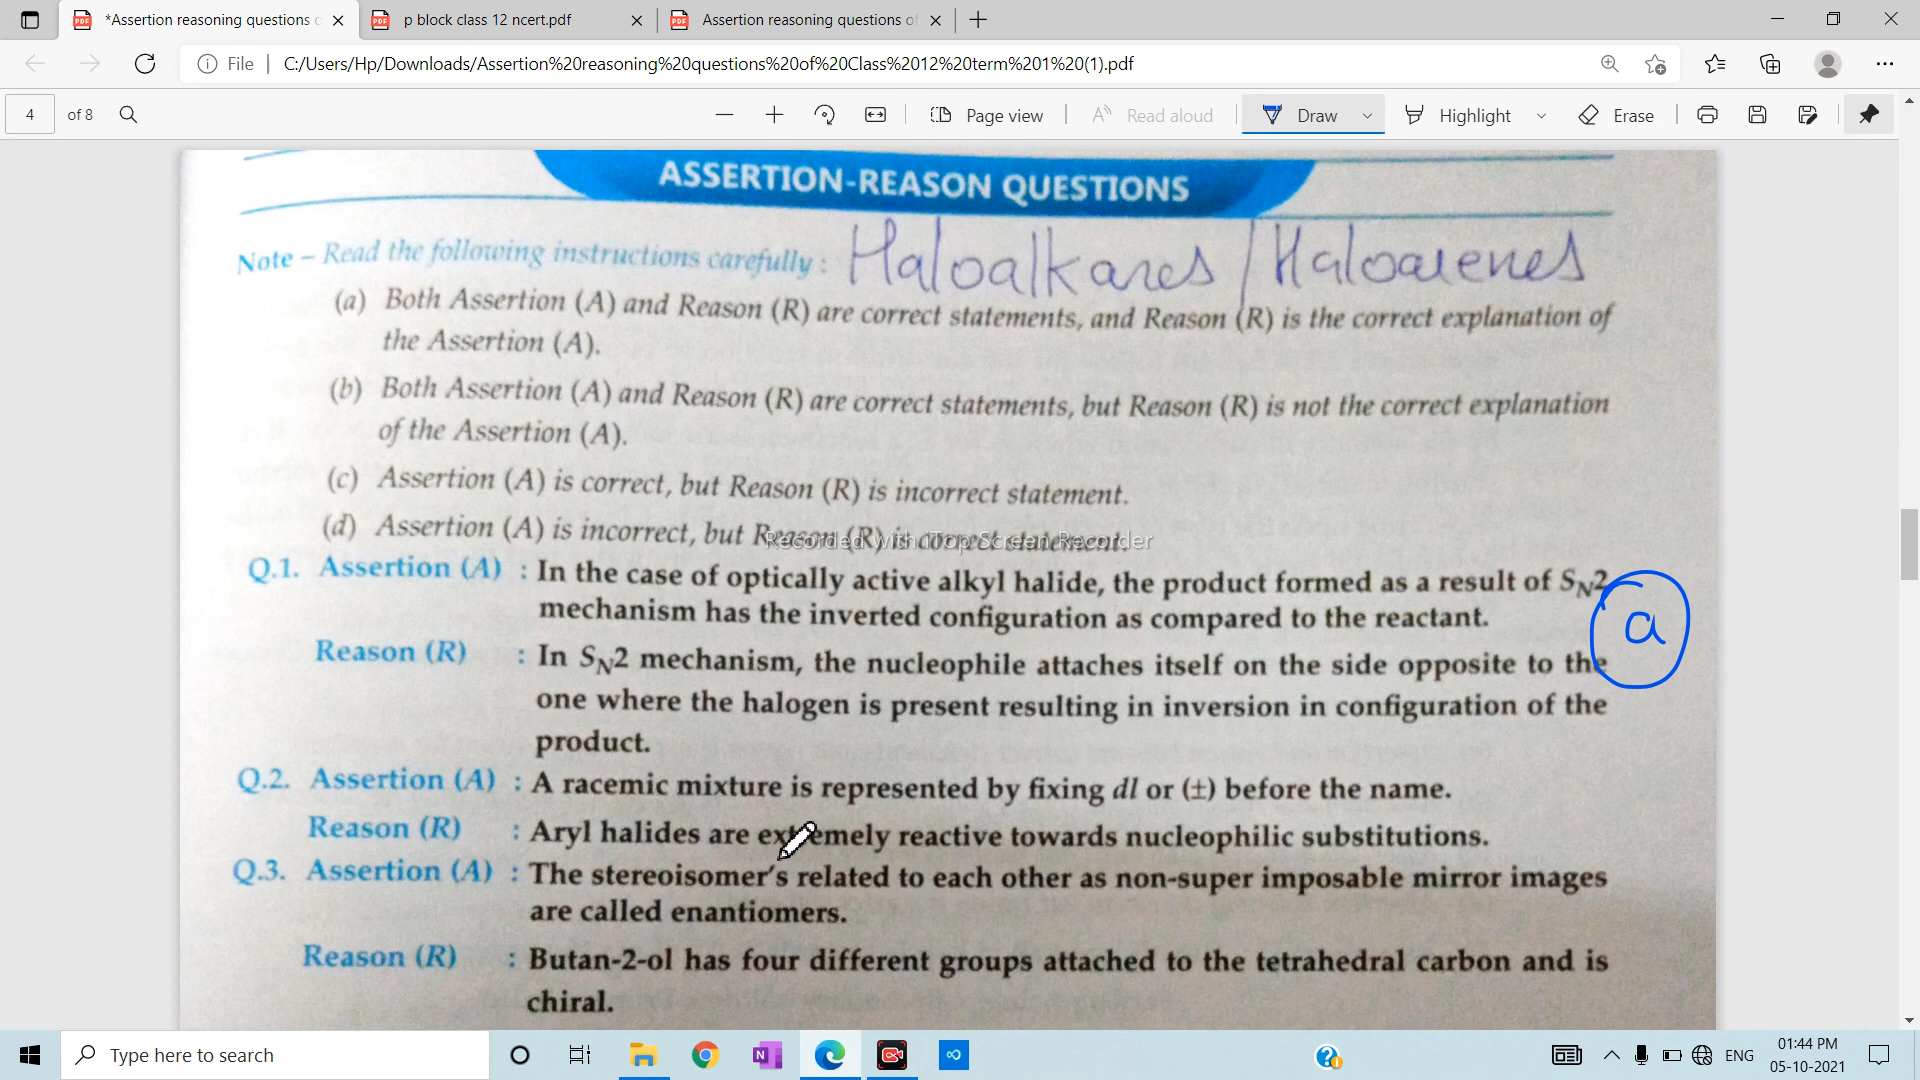 *Assertion reasoning questions o
p block class 12 ncert.pdf
Assertion reasoning questions of
File
C:/Users/Hp/Downloads/Assertion%20reasoning%20questions%20of%20Class%2012%20term%201%20(1).pdf
4 of 8
Page view
Read aloud
Draw
Highlight
Erase
ASSERTION-REASON QUESTIONS
Note – Read the following instructions carefully : Haloalkanes / Haloarenes
(a) Both Assertion (A) and Reason (R) are correct statements, and Reason (R) is the correct explanation of
the Assertion (A).
(b) Both Assertion (A) and Reason (R) are correct statements, but Reason (R) is not the correct explanation
of the Assertion (A).
(c) Assertion (A) is correct, but Reason (R) is incorrect statement.
(d) Assertion (A) is incorrect, but Reason (R) is correct statement.
Recorded with iTop Screen Recorder
Q.1. Assertion (A) : In the case of optically active alkyl halide, the product formed as a result of SN2
mechanism has the inverted configuration as compared to the reactant.
a
Reason (R) : In SN2 mechanism, the nucleophile attaches itself on the side opposite to the
one where the halogen is present resulting in inversion in configuration of the
product.
Q.2. Assertion (A) : A racemic mixture is represented by fixing dl or (±) before the name.
Reason (R) : Aryl halides are extremely reactive towards nucleophilic substitutions.
Q.3. Assertion (A) : The stereoisomer's related to each other as non-super imposable mirror images
are called enantiomers.
Reason (R) : Butan-2-ol has four different groups attached to the tetrahedral carbon and is
chiral.
Type here to search
ENG
01:44 PM
05-10-2021